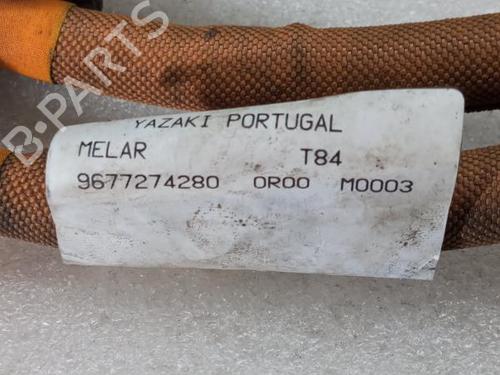 B-PARTS
YAZAKI PORTUGAL
MELAR T84
9677274280 0R00 M0003